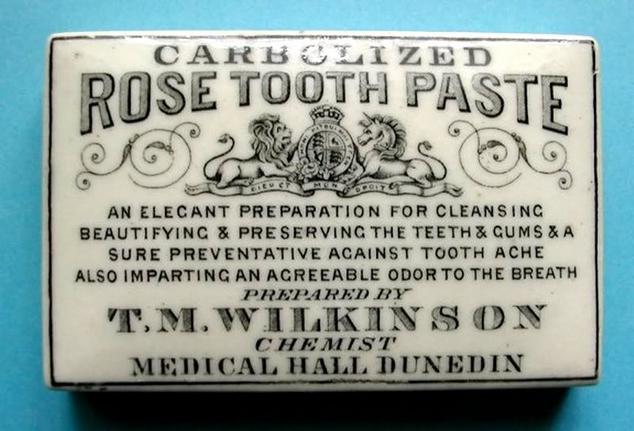 CARBOLIZED
ROSE TOOTH PASTE
DIEU ET MON DROIT
AN ELEGANT PREPARATION FOR CLEANSING
BEAUTIFYING & PRESERVING THE TEETH & GUMS & A
SURE PREVENTATIVE AGAINST TOOTH ACHE
ALSO IMPARTING AN AGREEABLE ODOR TO THE BREATH
PREPARED BY
T.M. WILKINSON
CHEMIST
MEDICAL HALL DUNEDIN